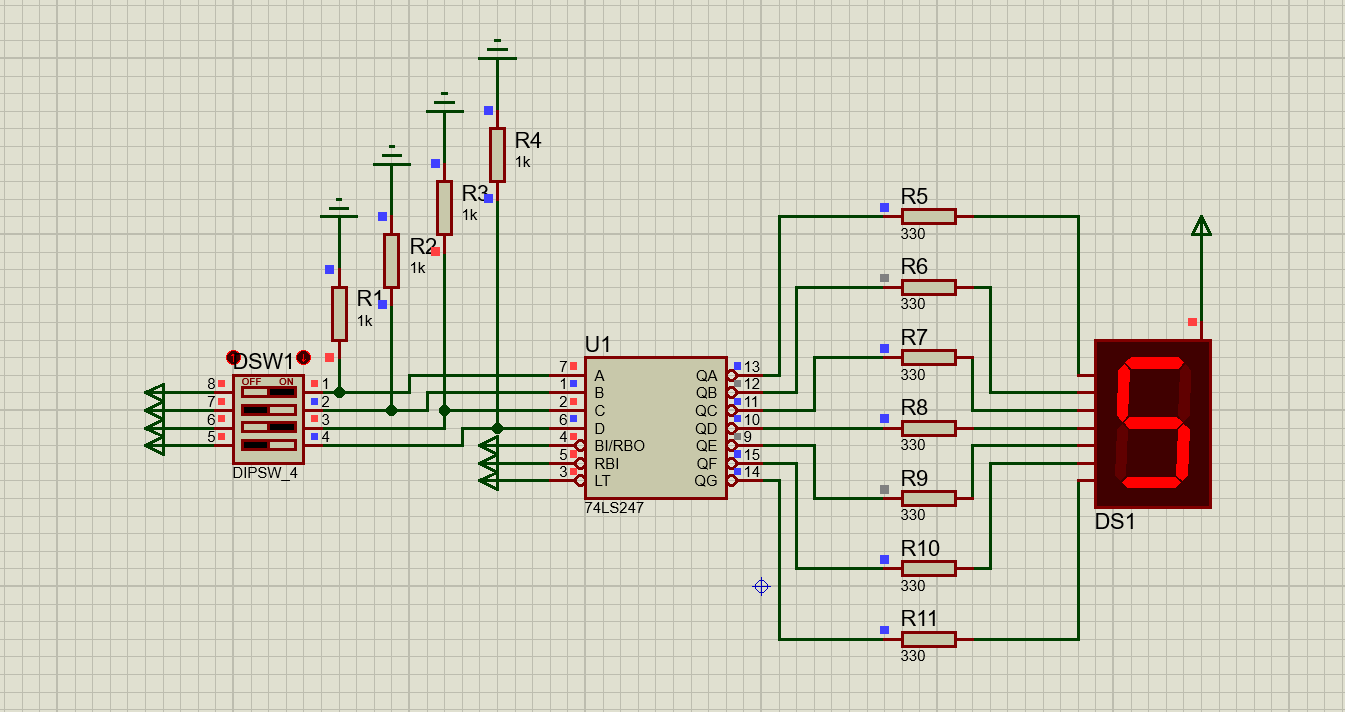 R4
1k
R3
1k
R2
1k
R1
1k
DSW1
OFF ON
8 1
7 2
6 3
5 4
DIPSW_4
U1
7 A QA 13
1 B QB 12
2 C QC 11
6 D QD 10
4 BI/RBO QE 9
5 RBI QF 15
3 LT QG 14
74LS247
R5
330
R6
330
R7
330
R8
330
R9
330
R10
330
R11
330
5
DS1